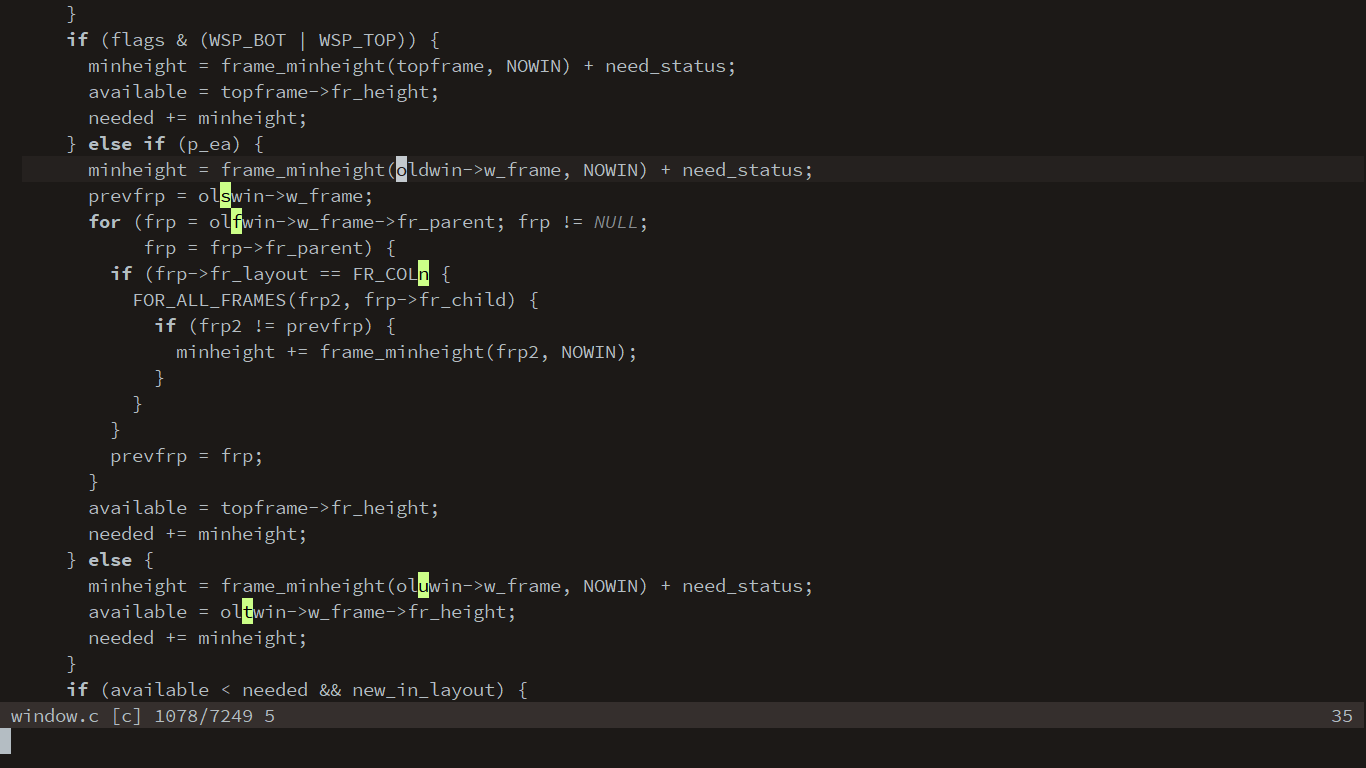 }
if (flags & (WSP_BOT | WSP_TOP)) {
minheight = frame_minheight(topframe, NOWIN) + need_status;
available = topframe->fr_height;
needed += minheight;
} else if (p_ea) {
minheight = frame_minheight(oldwin->w_frame, NOWIN) + need_status;
prevfrp = olswin->w_frame;
for (frp = olfwin->w_frame->fr_parent; frp != NULL;
frp = frp->fr_parent) {
if (frp->fr_layout == FR_COLn {
FOR_ALL_FRAMES(frp2, frp->fr_child) {
if (frp2 != prevfrp) {
minheight += frame_minheight(frp2, NOWIN);
}
}
}
prevfrp = frp;
}
available = topframe->fr_height;
needed += minheight;
} else {
minheight = frame_minheight(oluwin->w_frame, NOWIN) + need_status;
available = oltwin->w_frame->fr_height;
needed += minheight;
}
if (available < needed && new_in_layout) {
window.c [c] 1078/7249 5 35